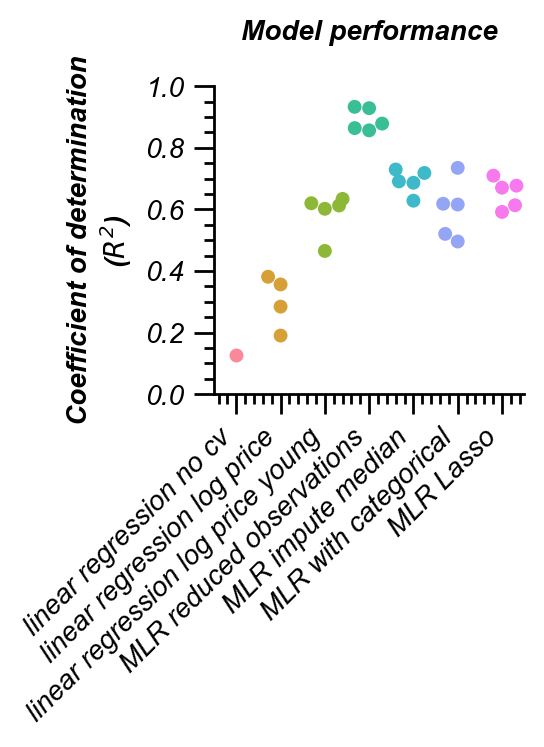 Model performance
Coefficient of determination
(R²)
1.0
0.8
0.6
0.4
0.2
0.0
linear regression no cv
linear regression log price
linear regression log price young
MLR reduced observations
MLR impute median
MLR with categorical
MLR Lasso